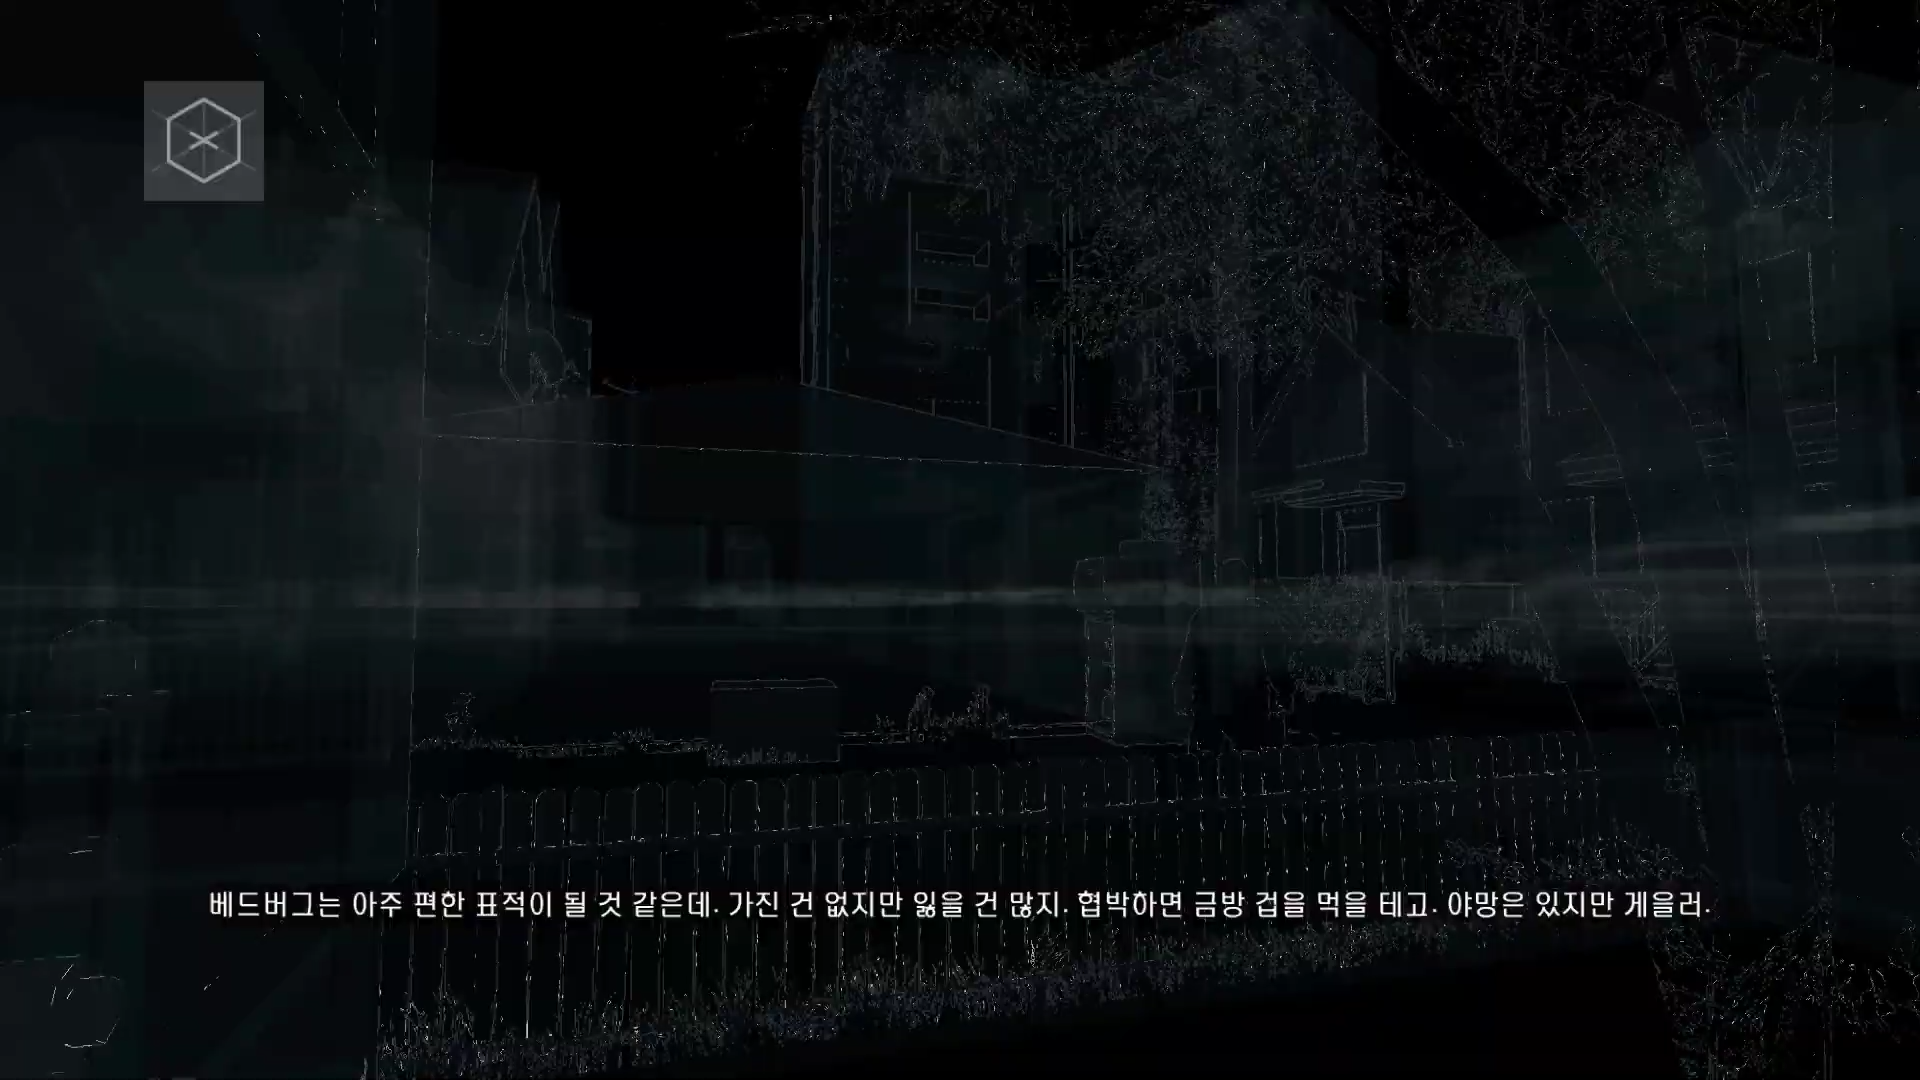 베드버그는 아주 편한 표적이 될 것 같은데. 가진 건 없지만 잃을 건 많지. 협박하면 금방 겁을 먹을 테고. 야망은 있지만 게을러.